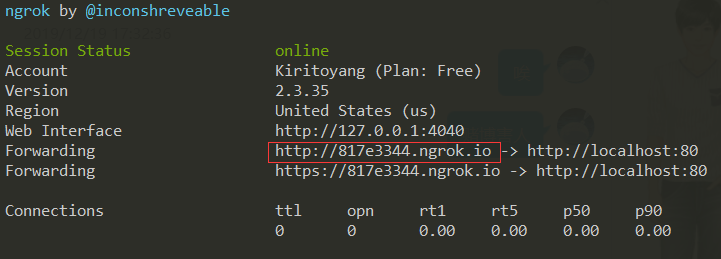 ngrok by @inconshreveable
Session Status online
Account Kiritoyang (Plan: Free)
Version 2.3.35
Region United States (us)
Web Interface http://127.0.0.1:4040
Forwarding http://817e3344.ngrok.io -> http://localhost:80
Forwarding https://817e3344.ngrok.io -> http://localhost:80
Connections ttl opn rt1 rt5 p50 p90
0 0 0.00 0.00 0.00 0.00